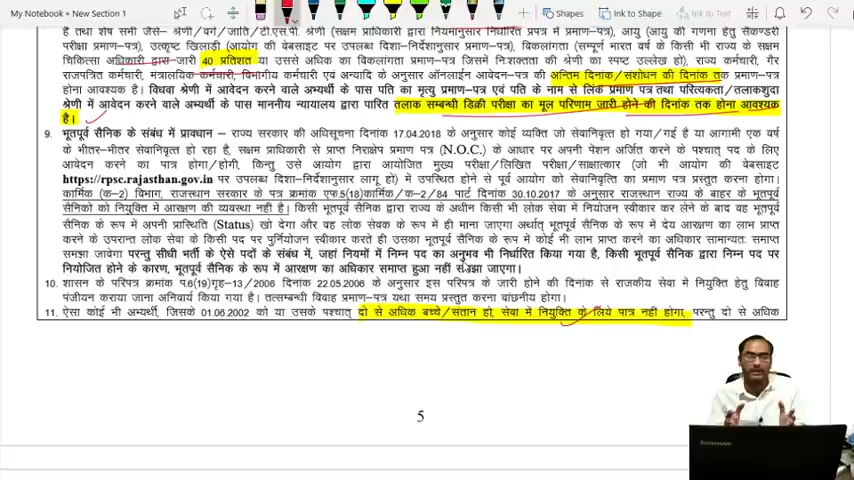 My Notebook » New Section 1
Shapes
Ink to Shape
Ink to Text
है तथा शेष सभी जैसे- श्रेणी/वर्ग/जाति/टी.एस.पी. श्रेणी (सक्षम प्राधिकारी द्वारा नियमानुसार निर्धारित प्रपत्र में प्रमाण-पत्र), आयु (आयु की गणना हेतु सैकण्डरी
परीक्षा प्रमाण-पत्र), उत्कृष्ट खिलाड़ी (आयोग की वेबसाइट पर उपलब्ध दिशा-निर्देशानुसार प्रमाण-पत्र), विकलांगता (सम्पूर्ण भारत वर्ष के किसी भी राज्य के सक्षम
चिकित्सा अधिकारी द्वारा जारी 40 प्रतिशत या उससे अधिक का विकलांगता प्रमाण-पत्र जिसमें निःशक्तता की श्रेणी का स्पष्ट उल्लेख हो), राज्य कर्मचारी, गैर
राजपत्रित कर्मचारी, मंत्रालयिक कर्मचारी, विभागीय कर्मचारी एवं अन्यादि के अनुसार ऑनलाईन आवेदन-पत्र की अन्तिम दिनांक/संशोधन की दिनांक तक प्रमाण-पत्र
होना आवश्यक है। विधवा श्रेणी में आवेदन करने वाले अभ्यर्थी के पास पति का मृत्यु प्रमाण-पत्र एवं पति के नाम से लिंक प्रमाण पत्र तथा परित्यक्ता/तलाकशुदा
श्रेणी में आवेदन करने वाले अभ्यर्थी के पास माननीय न्यायालय द्वारा पारित तलाक सम्बन्धी डिक्री परीक्षा का मूल परिणाम जारी होने की दिनांक तक होना आवश्यक
है।
9. भूतपूर्व सैनिक के संबंध में प्रावधान - राज्य सरकार की अधिसूचना दिनांक 17.04.2018 के अनुसार कोई व्यक्ति जो सेवानिवृत्त हो गया/गई है या आगामी एक वर्ष
के भीतर-भीतर सेवानिवृत्त हो रहा है, सक्षम प्राधिकारी से प्राप्त निराक्षेप प्रमाण पत्र (N.O.C.) के आधार पर अपनी पेंशन अर्जित करने के पश्चात् पद के लिए
आवेदन करने का पात्र होगा/होगी, किन्तु उसे आयोग द्वारा आयोजित मुख्य परीक्षा/लिखित परीक्षा/साक्षात्कार (जो भी आयोग की वेबसाइट
https://rpsc.rajasthan.gov.in पर उपलब्ध दिशा-निर्देशानुसार लागू हो) में उपस्थित होने से पूर्व आयोग को सेवानिवृत्ति का प्रमाण पत्र प्रस्तुत करना होगा।
कार्मिक (क-2) विभाग, राजस्थान सरकार के पत्र क्रमांक एफ.5(18)कार्मिक/क-2/84 पार्ट दिनांक 30.10.2017 के अनुसार राजस्थान राज्य के बाहर के भूतपूर्व
सैनिकों को नियुक्ति में आरक्षण की व्यवस्था नहीं है। किसी भूतपूर्व सैनिक द्वारा राज्य के अधीन किसी भी लोक सेवा में नियोजन स्वीकार कर लेने के बाद वह भूतपूर्व
सैनिक के रूप में अपनी प्रास्थिति (Status) खो देगा और वह लोक सेवक के रूप में ही माना जाएगा अर्थात् भूतपूर्व सैनिक के रूप में देय आरक्षण का लाभ प्राप्त
करने के उपरान्त लोक सेवा के किसी पद पर पुर्नियोजन स्वीकार करते ही उसका भूतपूर्व सैनिक के रूप में कोई भी लाभ प्राप्त करने का अधिकार सामान्यतः समाप्त
समझा जावेगा परन्तु सीधी भर्ती के ऐसे पदों के संबंध में, जहां नियमों में निम्न पद का अनुभव भी निर्धारित किया गया है, किसी भूतपूर्व सैनिक द्वारा निम्न पद पर
नियोजित होने के कारण, भूतपूर्व सैनिक के रूप में आरक्षण का अधिकार समाप्त हुआ नहीं समझा जाएगा।
10. शासन के परिपत्र क्रमांक प.6(19)गृह-13/2006 दिनांक 22.05.2006 के अनुसार इस परिपत्र के जारी होने की दिनांक से राजकीय सेवा में नियुक्ति हेतु विवाह
पंजीयन कराया जाना अनिवार्य किया गया है। तत्सम्बन्धी विवाह प्रमाण-पत्र यथा समय प्रस्तुत करना वांछनीय होगा।
11. ऐसा कोई भी अभ्यर्थी, जिसके 01.06.2002 को या उसके पश्चात् दो से अधिक बच्चे/संतान हो, सेवा में नियुक्ति के लिये पात्र नहीं होगा, परन्तु दो से अधिक
5